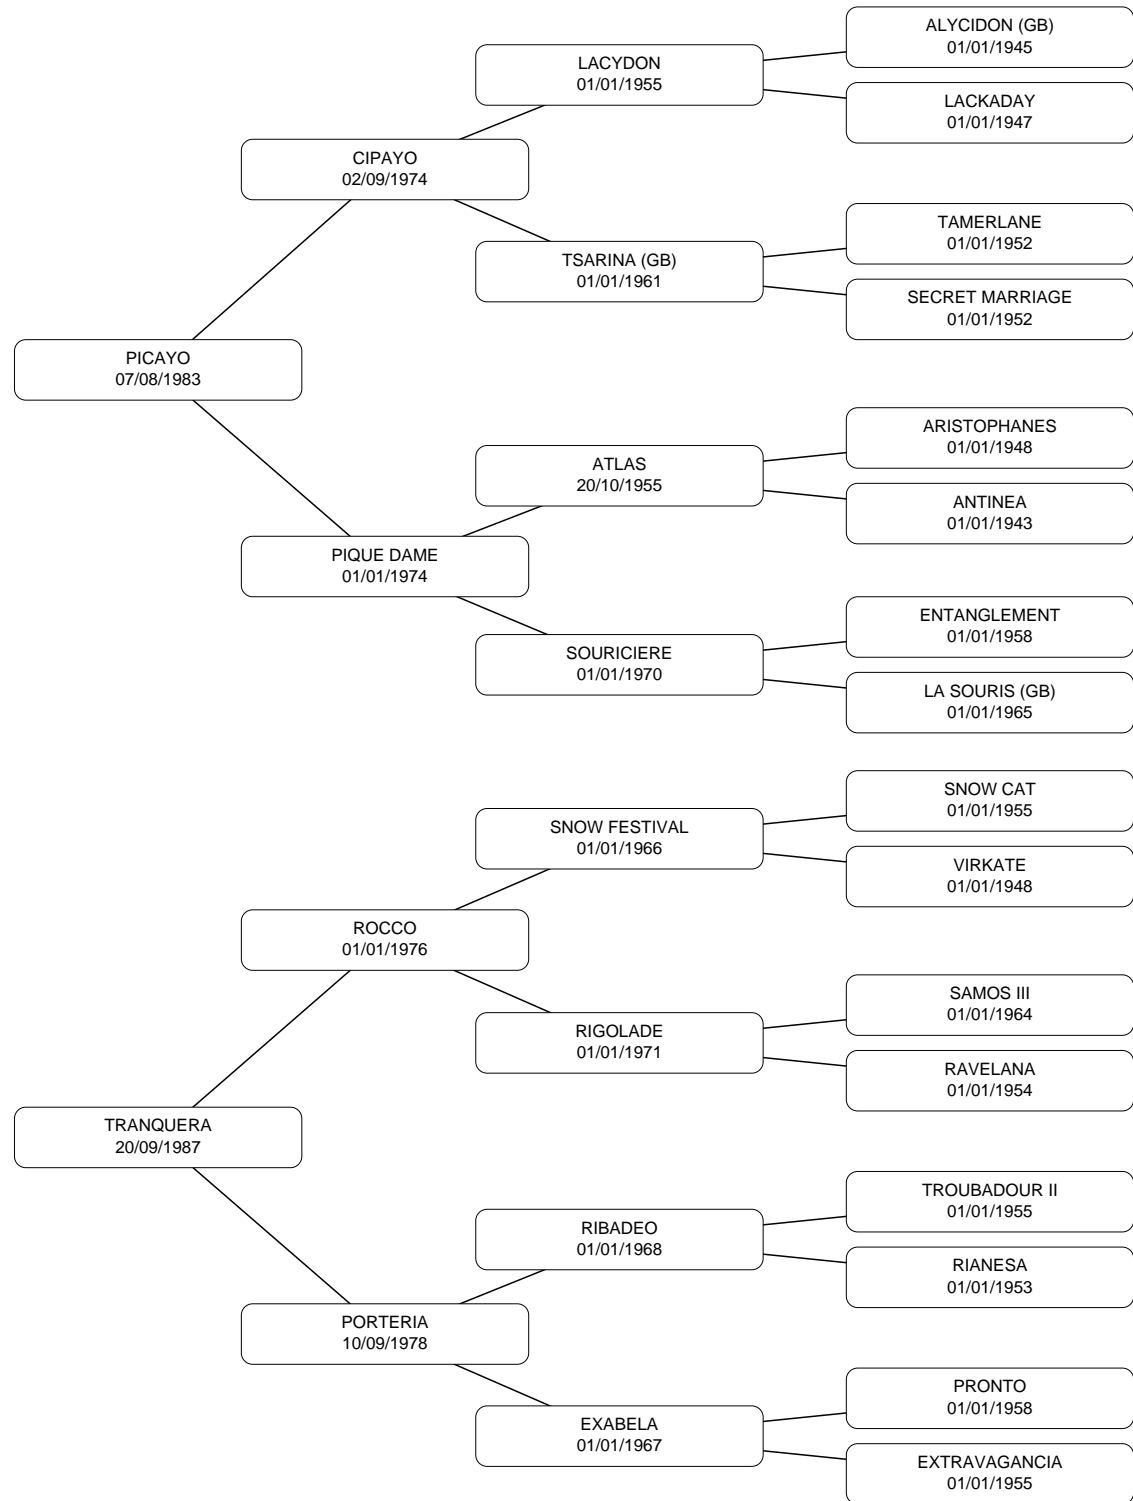 ALYCIDON (GB)
01/01/1945
LACYDON
01/01/1955
LACKADAY
01/01/1947
CIPAYO
02/09/1974
TAMERLANE
01/01/1952
TSARINA (GB)
01/01/1961
SECRET MARRIAGE
01/01/1952
PICAYO
07/08/1983
ARISTOPHANES
01/01/1948
ATLAS
20/10/1955
ANTINEA
01/01/1943
PIQUE DAME
01/01/1974
ENTANGLEMENT
01/01/1958
SOURICIERE
01/01/1970
LA SOURIS (GB)
01/01/1965
SNOW CAT
01/01/1955
SNOW FESTIVAL
01/01/1966
VIRKATE
01/01/1948
ROCCO
01/01/1976
SAMOS III
01/01/1964
RIGOLADE
01/01/1971
RAVELANA
01/01/1954
TRANQUERA
20/09/1987
TROUBADOUR II
01/01/1955
RIBADEO
01/01/1968
RIANESA
01/01/1953
PORTERIA
10/09/1978
PRONTO
01/01/1958
EXABELA
01/01/1967
EXTRAVAGANCIA
01/01/1955